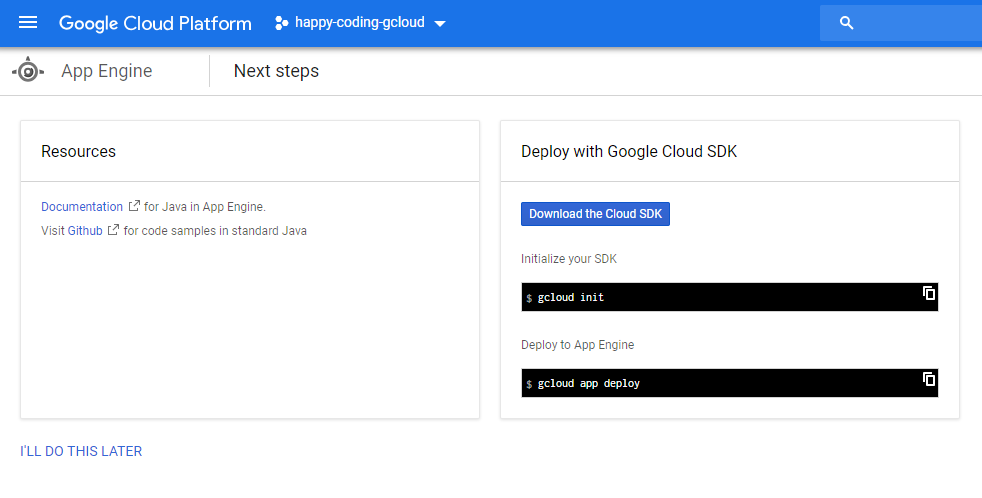 Google Cloud Platform happy-coding-gcloud
App Engine Next steps
Resources
Documentation for Java in App Engine.
Visit Github for code samples in standard Java
Deploy with Google Cloud SDK
Download the Cloud SDK
Initialize your SDK
$ gcloud init
Deploy to App Engine
$ gcloud app deploy
I'LL DO THIS LATER